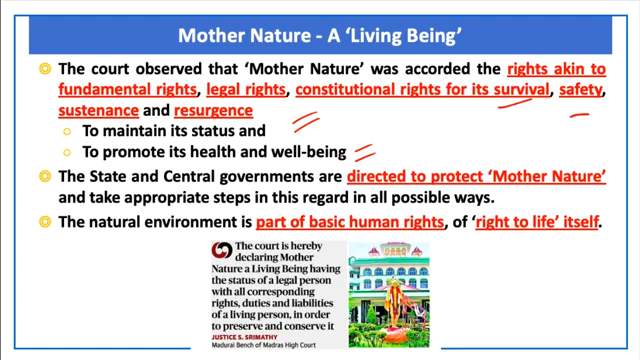 Mother Nature - A ‘Living Being’
The court observed that ‘Mother Nature’ was accorded the rights akin to
fundamental rights, legal rights, constitutional rights for its survival, safety,
sustenance and resurgence
To maintain its status and
To promote its health and well-being
The State and Central governments are directed to protect ‘Mother Nature’
and take appropriate steps in this regard in all possible ways.
The natural environment is part of basic human rights, of ‘right to life’ itself.
The court is hereby
declaring Mother
Nature a Living Being having
the status of a legal person
with all corresponding
rights, duties and liabilities
of a living person, in order
to preserve and conserve it
JUSTICE S. SRIMATHY
Madurai Bench of Madras High Court